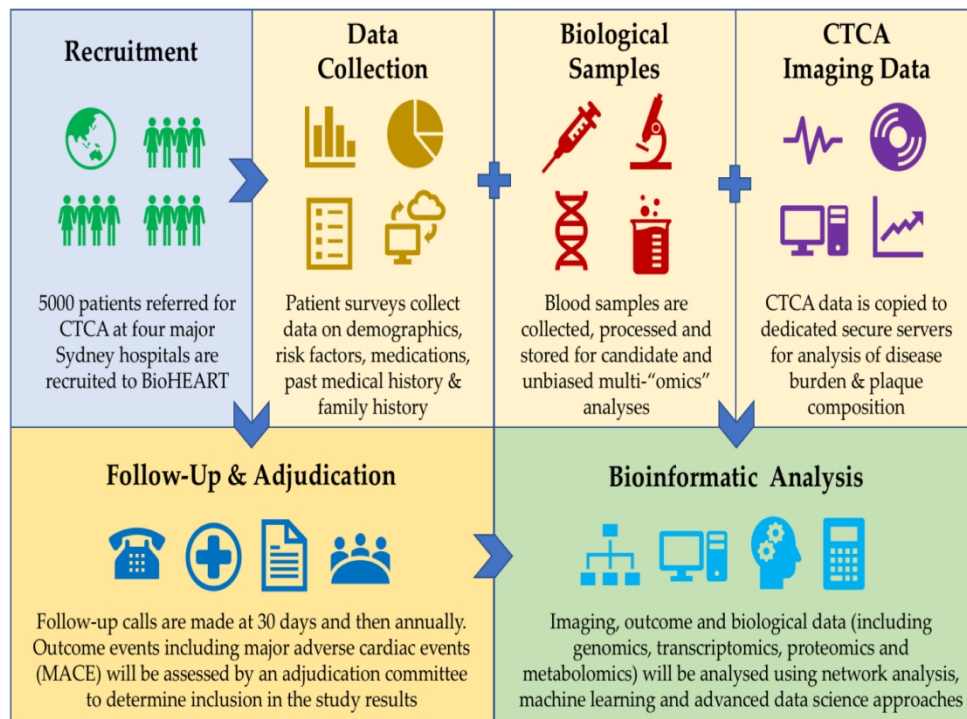 Recruitment
5000 patients referred for
CTCA at four major
Sydney hospitals are
recruited to BioHEART
Data
Collection
Patient surveys collect
data on demographics,
risk factors, medications,
past medical history &
family history
Biological
Samples
Blood samples are
collected, processed and
stored for candidate and
unbiased multi-“omics”
analyses
CTCA
Imaging Data
CTCA data is copied to
dedicated secure servers
for analysis of disease
burden & plaque
composition
Follow-Up & Adjudication
Follow-up calls are made at 30 days and then annually.
Outcome events including major adverse cardiac events
(MACE) will be assessed by an adjudication committee
to determine inclusion in the study results
Bioinformatic Analysis
Imaging, outcome and biological data (including
genomics, transcriptomics, proteomics and
metabolomics) will be analysed using network analysis,
machine learning and advanced data science approaches